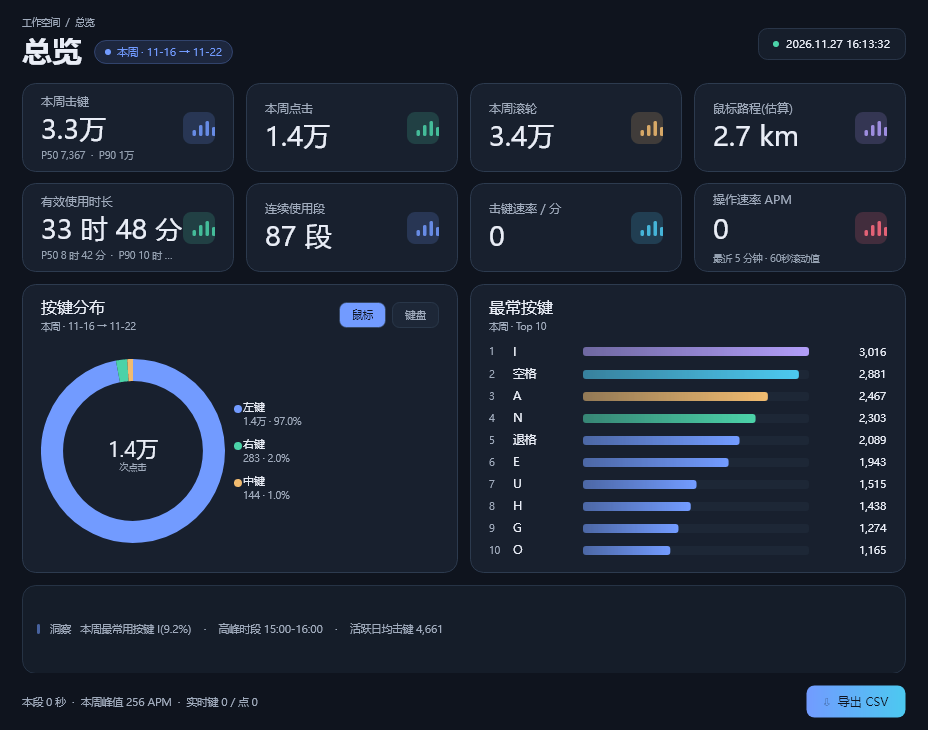 工作空间 / 总览
总览
本周 · 11-16 → 11-22
2026.11.27 16:13:32
本周击键
3.3万
P50 7,367 · P90 1万
本周点击
1.4万
本周滚轮
3.4万
鼠标路程(估算)
2.7 km
有效使用时长
33 时 48 分
P50 8 时 42 分 · P90 10 时 ...
连续使用段
87 段
击键速率 / 分
0
操作速率 APM
0
最近 5 分钟 · 60秒滚动值
按键分布
本周 · 11-16 → 11-22
鼠标
键盘
1.4万
次点击
左键
1.4万 · 97.0%
右键
283 · 2.0%
中键
144 · 1.0%
最常按键
本周 · Top 10
1 I 3,016
2 空格 2,881
3 A 2,467
4 N 2,303
5 退格 2,089
6 E 1,943
7 U 1,515
8 H 1,438
9 G 1,274
10 O 1,165
洞察 本周最常用按键 I(9.2%) · 高峰时段 15:00-16:00 · 活跃日均击键 4,661
本段 0 秒 · 本周峰值 256 APM · 实时键 0 / 点 0
⇩ 导出 CSV